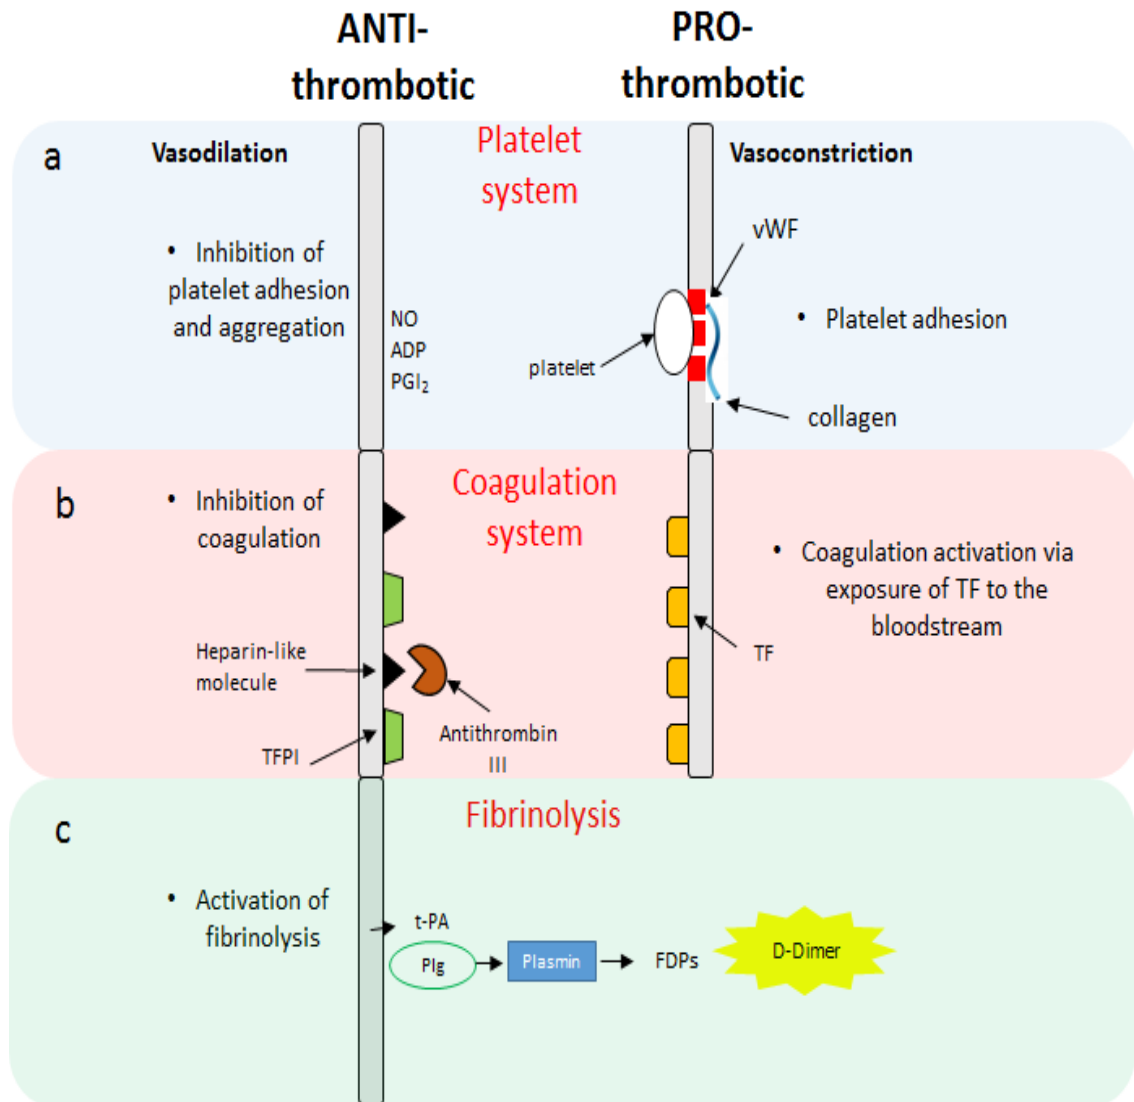 ANTI-
thrombotic
PRO-
thrombotic
a
Vasodilation
Platelet
system
Vasoconstriction
• Inhibition of
platelet adhesion
and aggregation
NO
ADP
PGI₂
vWF
platelet
• Platelet adhesion
collagen
b
• Inhibition of
coagulation
Coagulation
system
• Coagulation activation via
exposure of TF to the
bloodstream
Heparin-like
molecule
TFPI
Antithrombin
III
TF
c
Fibrinolysis
• Activation of
fibrinolysis
t-PA
Plg
Plasmin
FDPs
D-Dimer